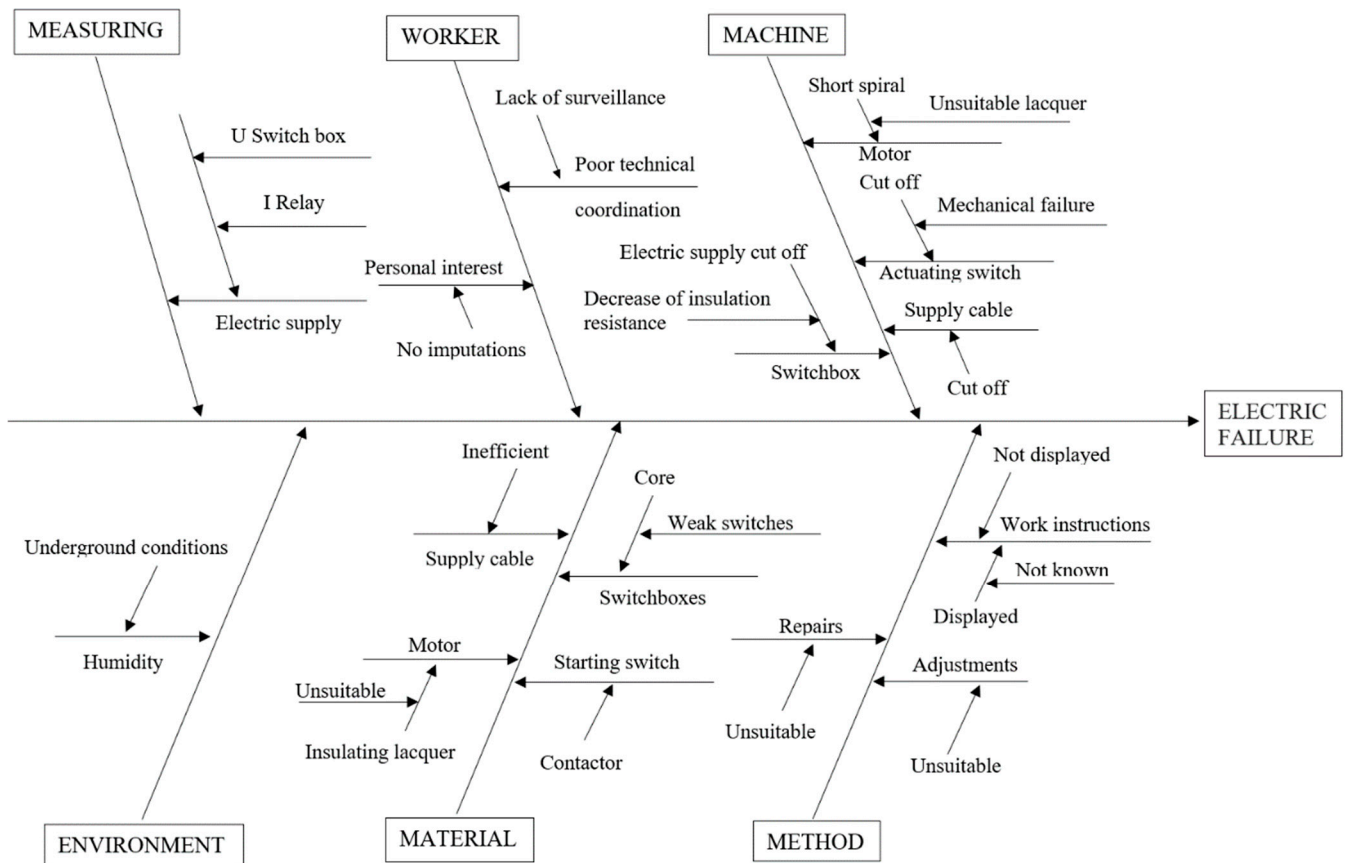 MEASURING
WORKER
MACHINE
Short spiral
Unsuitable lacquer
Lack of surveillance
U Switch box
Motor
Poor technical
coordination
Cut off
I Relay
Mechanical failure
Electric supply cut off
Personal interest
Actuating switch
Decrease of insulation
resistance
Supply cable
Electric supply
No imputations
Switchbox
Cut off
ELECTRIC
FAILURE
Inefficient
Not displayed
Core
Weak switches
Work instructions
Underground conditions
Supply cable
Not known
Switchboxes
Displayed
Repairs
Motor
Humidity
Starting switch
Adjustments
Unsuitable
Unsuitable
Insulating lacquer
Contactor
Unsuitable
ENVIRONMENT
MATERIAL
METHOD